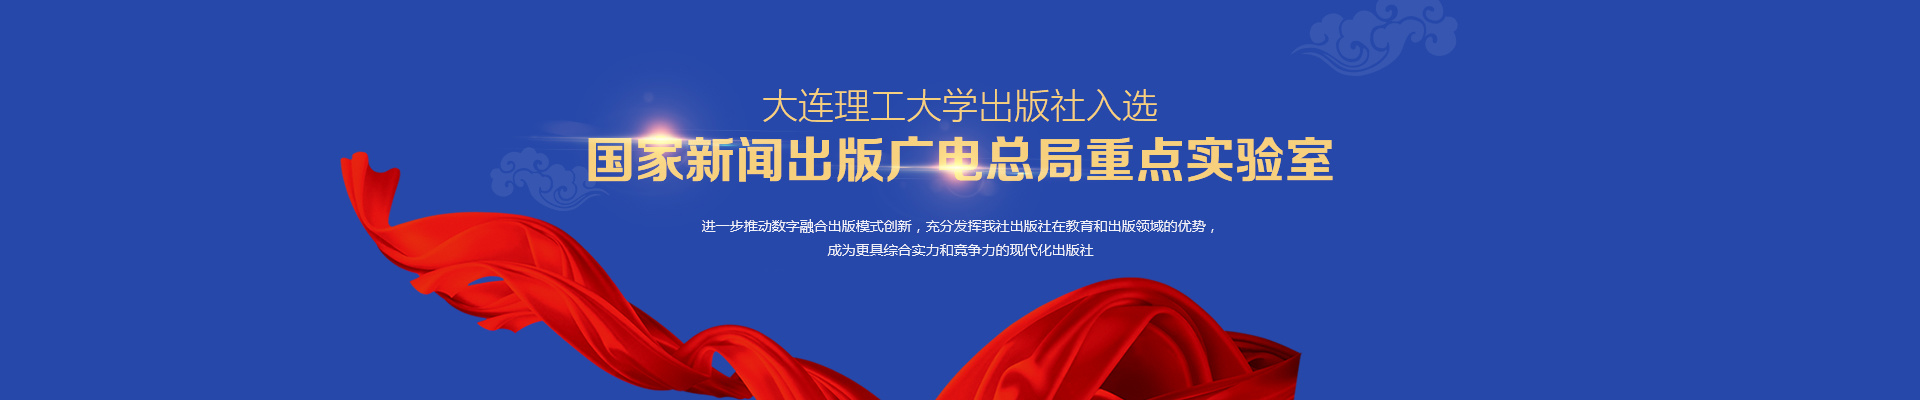 大连理工大学出版社入选
国家新闻出版广电总局重点实验室
进一步推动数字融合出版模式创新，充分发挥我社出版社在教育和出版领域的优势，
成为更具综合实力和竞争力的现代化出版社